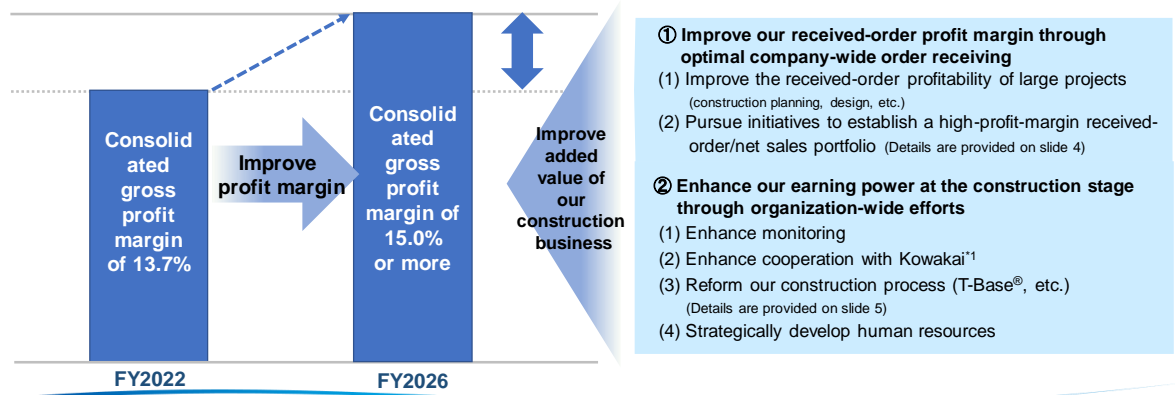 Consolid
ated
gross
profit
margin
of 13.7%
FY2022
Improve
profit margin
Consolid
ated
gross
profit
margin of
15.0%
or more
FY2026
Improve
added
value of
our
construction
business
① Improve our received-order profit margin through
optimal company-wide order receiving
(1) Improve the received-order profitability of large projects
(construction planning, design, etc.)
(2) Pursue initiatives to establish a high-profit-margin received-
order/net sales portfolio (Details are provided on slide 4)
② Enhance our earning power at the construction stage
through organization-wide efforts
(1) Enhance monitoring
(2) Enhance cooperation with Kowakai*1
(3) Reform our construction process (T-Base®, etc.)
(Details are provided on slide 5)
(4) Strategically develop human resources